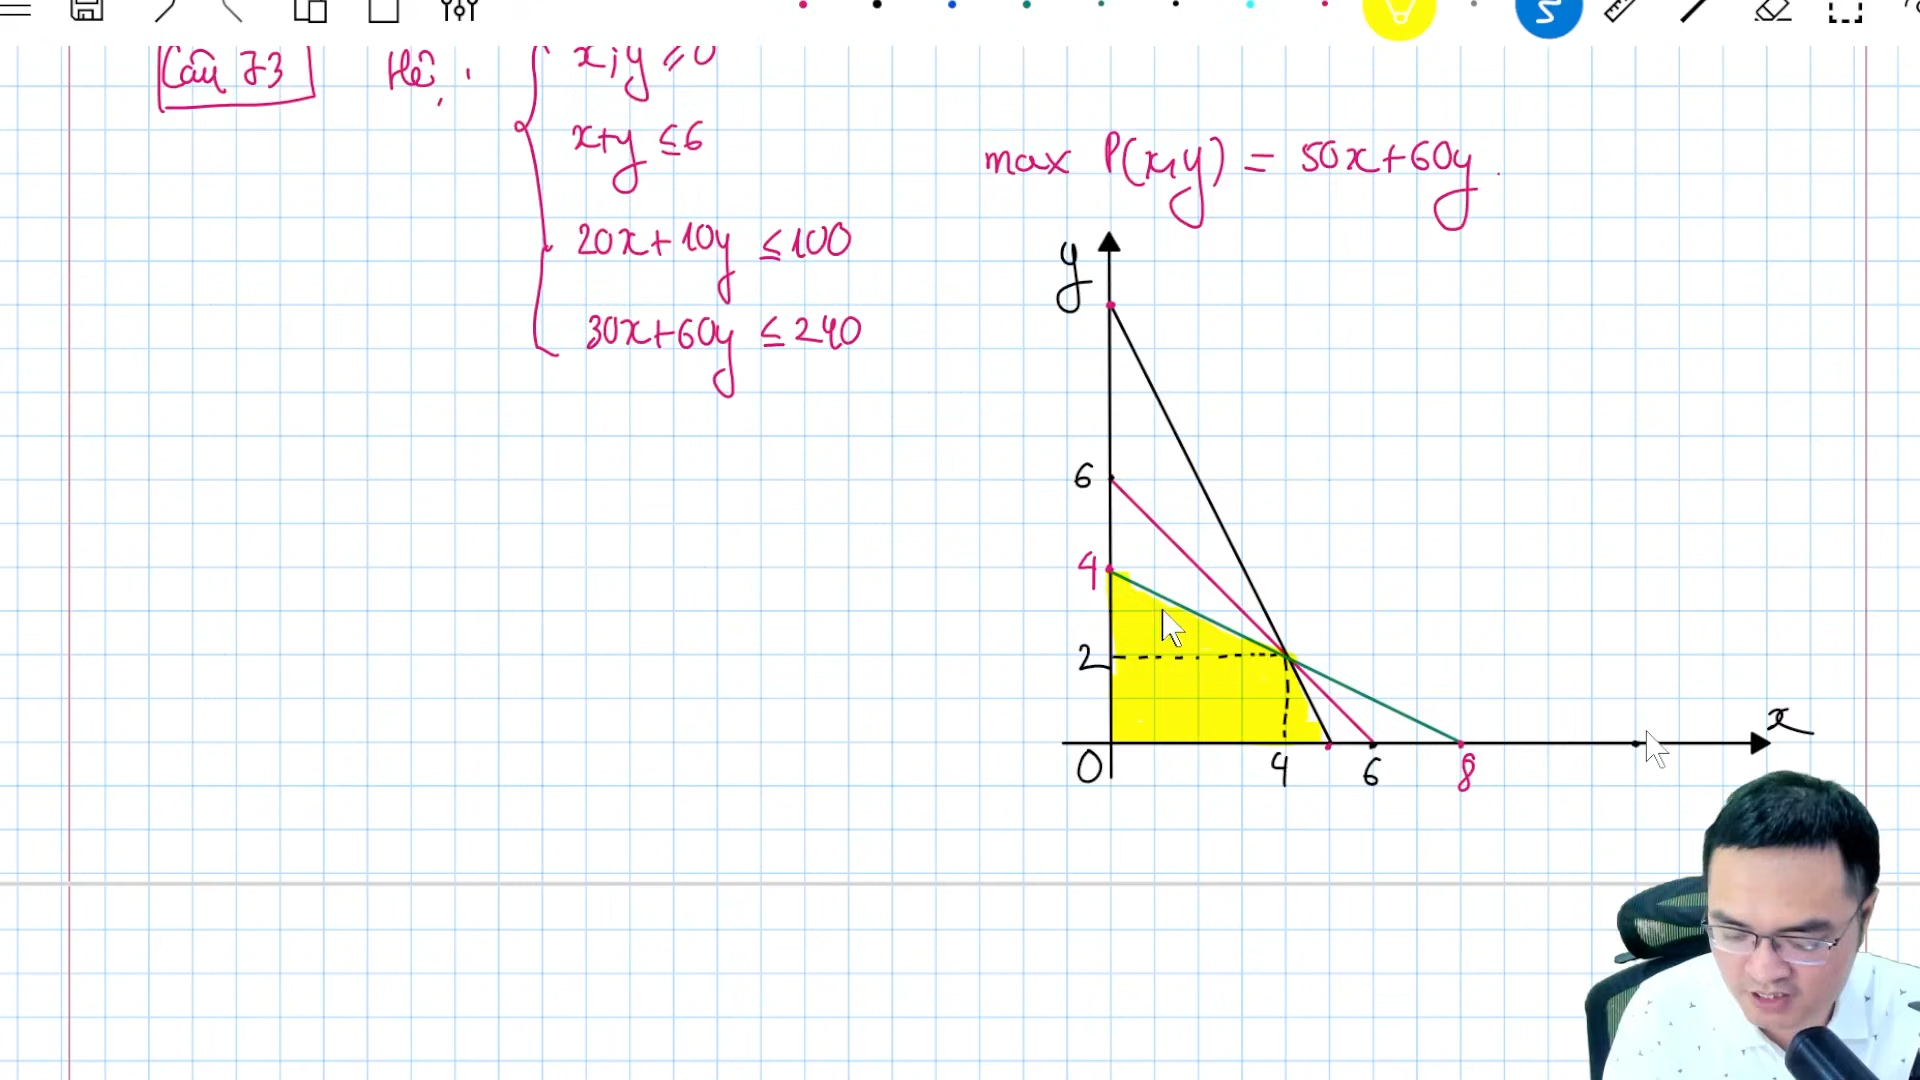 Câu 73 Hệ: x; y ≥ 0
x+y ≤ 6
max P(x,y) = 50x+60y.
20x+10y ≤ 100
30x+60y ≤ 240
y
6
4
2
x
0 4 6 8